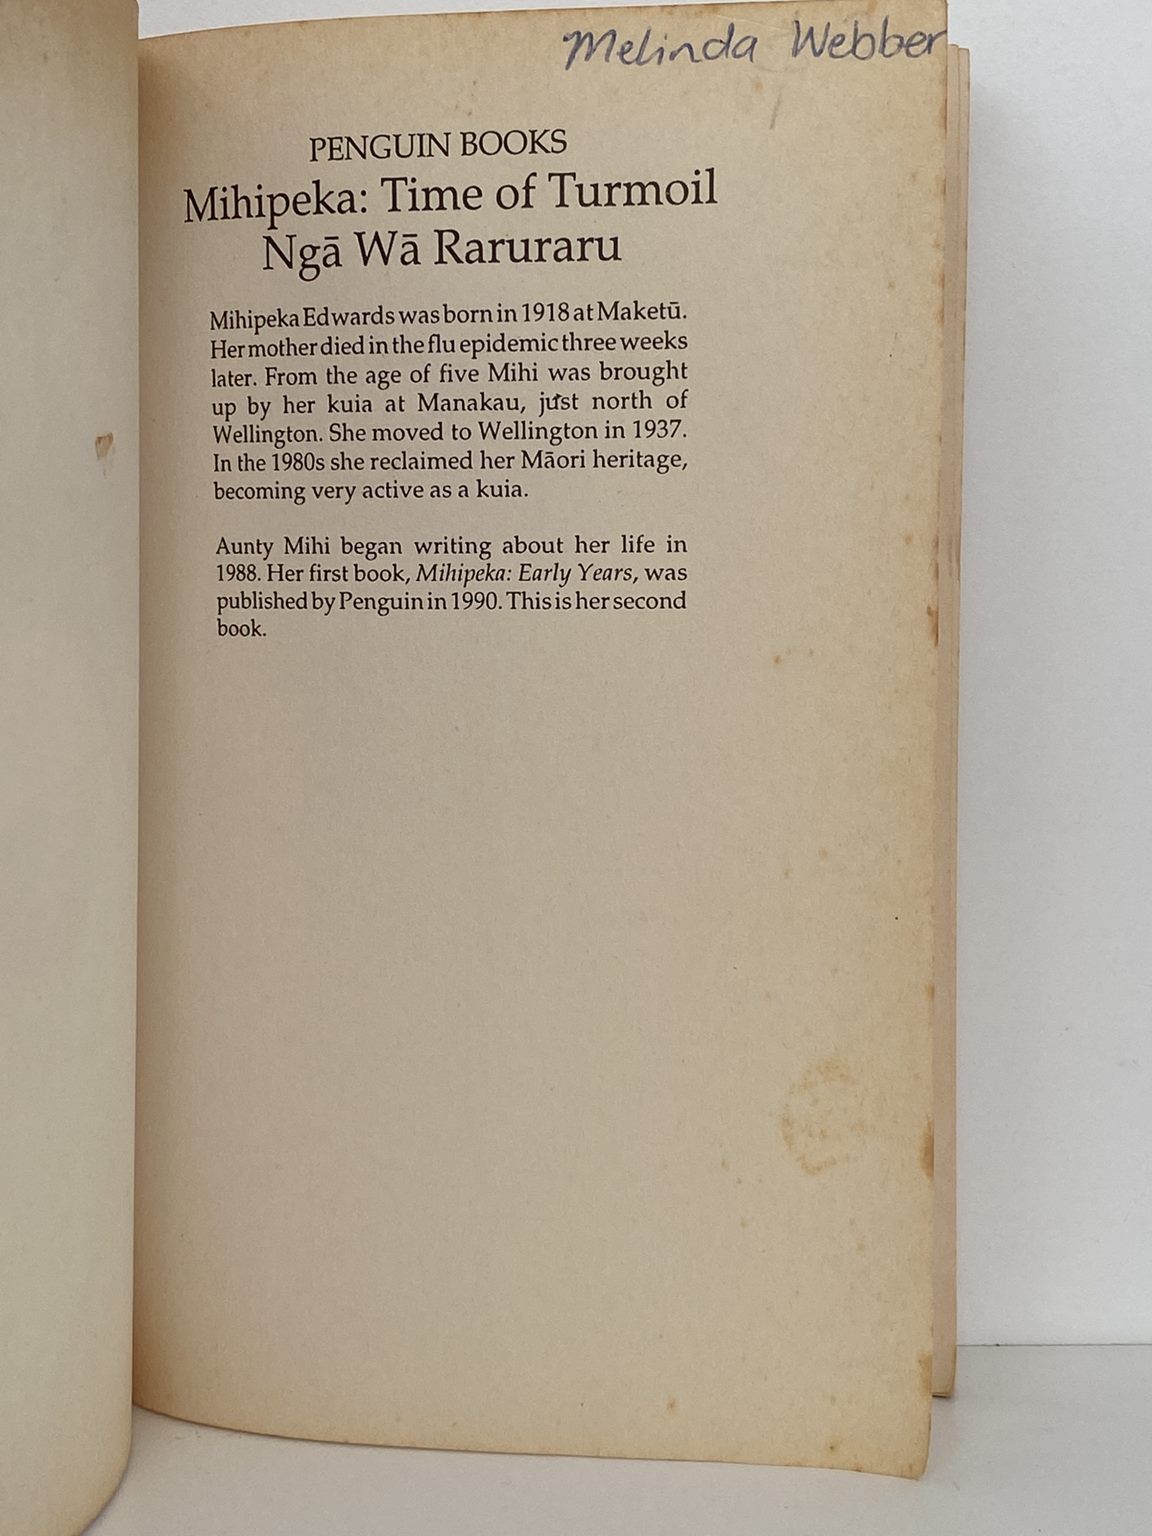 Melinda Webber
PENGUIN BOOKS
Mihipeka: Time of Turmoil
Ngā Wā Raruraru
Mihipeka Edwards was born in 1918 at Maketū.
Her mother died in the flu epidemic three weeks
later. From the age of five Mihi was brought
up by her kuia at Manakau, just north of
Wellington. She moved to Wellington in 1937.
In the 1980s she reclaimed her Māori heritage,
becoming very active as a kuia.
Aunty Mihi began writing about her life in
1988. Her first book, Mihipeka: Early Years, was
published by Penguin in 1990. This is her second
book.